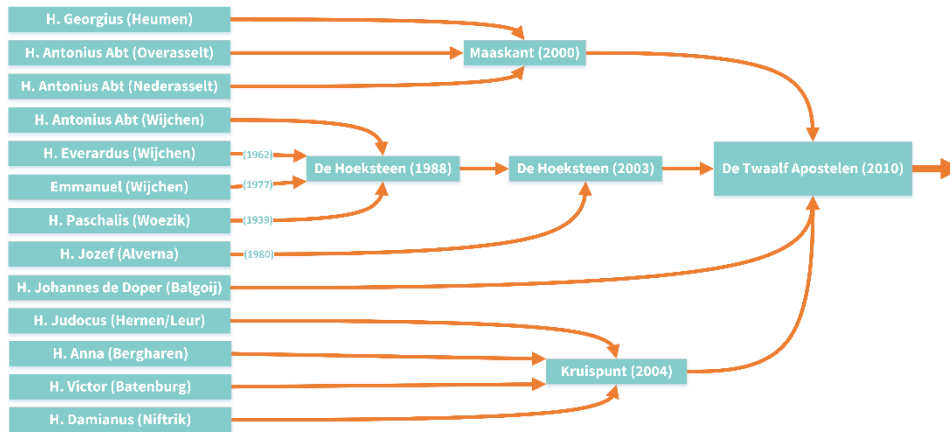 H. Georgius (Heumen)
H. Antonius Abt (Overasselt)
Maaskant (2000)
H. Antonius Abt (Nederasselt)
H. Antonius Abt (Wijchen)
H. Everardus (Wijchen)
(1962)
De Hoeksteen (1988)
De Hoeksteen (2003)
De Twaalf Apostelen (2010)
Emmanuel (Wijchen)
(1977)
H. Paschalis (Woezik)
(1939)
H. Jozef (Alverna)
(1980)
H. Johannes de Doper (Balgoij)
H. Judocus (Hernen/Leur)
H. Anna (Bergharen)
Kruispunt (2004)
H. Victor (Batenburg)
H. Damianus (Niftrik)